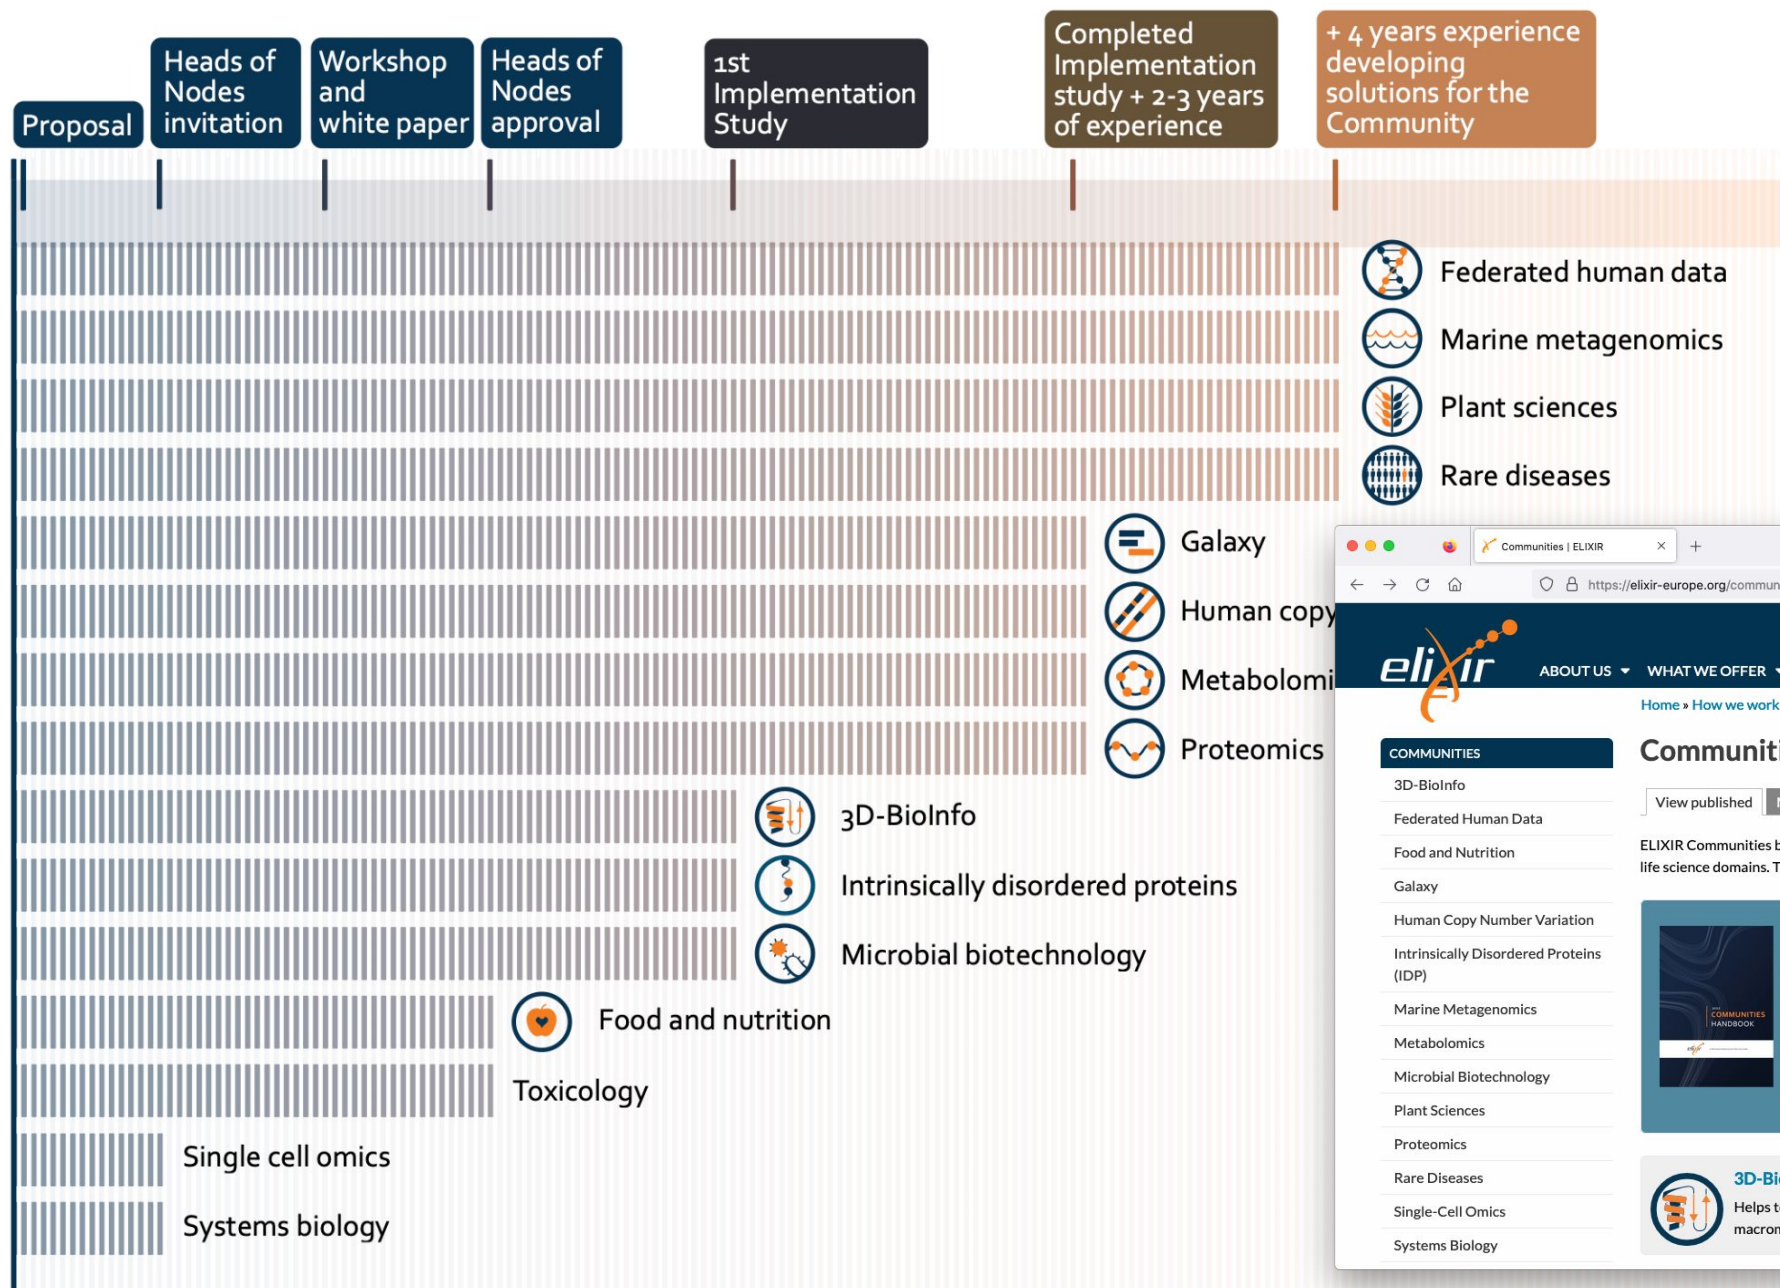 Proposal
Heads of
Nodes
invitation
Workshop
and
white paper
Heads of
Nodes
approval
1st
Implementation
Study
Completed
Implementation
study + 2-3 years
of experience
+ 4 years experience
developing
solutions for the
Community
Federated human data
Marine metagenomics
Plant sciences
Rare diseases
Galaxy
Human copy
Metabolomi
Proteomics
3D-BioInfo
Intrinsically disordered proteins
Microbial biotechnology
Food and nutrition
Toxicology
Single cell omics
Systems biology
Communities | ELIXIR
https://elixir-europe.org/commun
elixir
ABOUT US
WHAT WE OFFER
Home » How we work
COMMUNITIES
3D-BioInfo
Federated Human Data
Food and Nutrition
Galaxy
Human Copy Number Variation
Intrinsically Disordered Proteins
(IDP)
Marine Metagenomics
Metabolomics
Microbial Biotechnology
Plant Sciences
Proteomics
Rare Diseases
Single-Cell Omics
Systems Biology
Communiti
View published
ELIXIR Communities b
life science domains. T
COMMUNITIES
HANDBOOK
elixir
3D-Bi
Helps t
macron